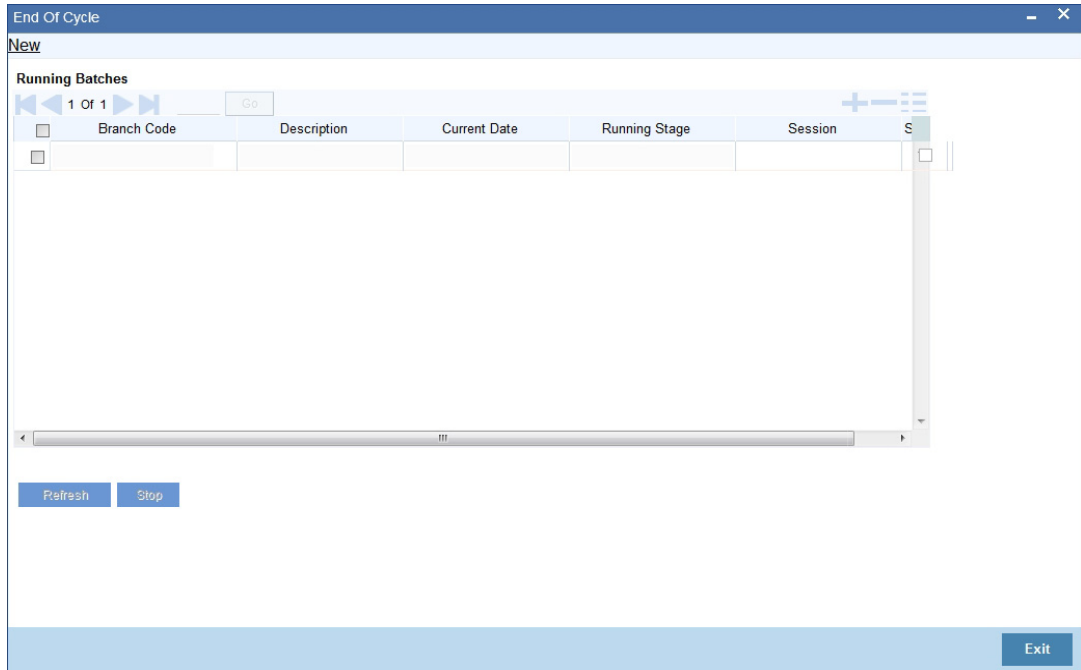 End Of Cycle
New
Running Batches
1 Of 1 Go
Branch Code Description Current Date Running Stage Session S
Refresh Stop
Exit